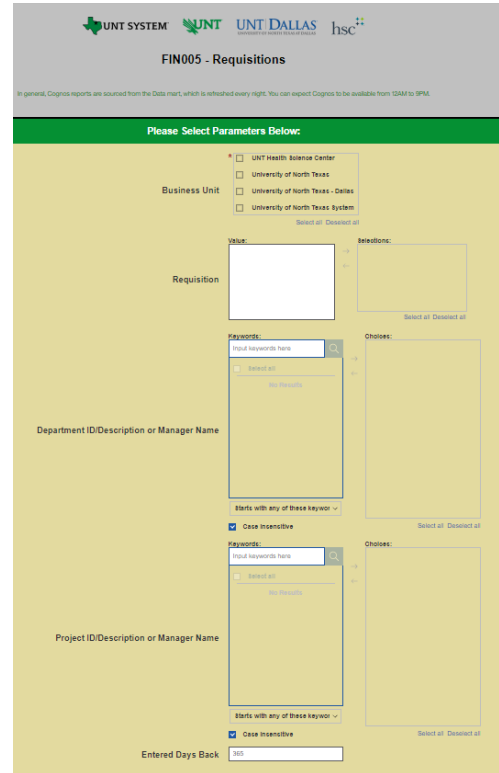 UNT SYSTEM UNT UNT DALLAS hsc
UNIVERSITY OF NORTH TEXAS AT DALLAS
FIN005 - Requisitions
In general, Cognos reports are sourced from the Data mart, which is refreshed every night. You can expect Cognos to be available from 12AM to 9PM.
Please Select Parameters Below:
* UNT Health Science Center
University of North Texas
Business Unit
University of North Texas - Dallas
University of North Texas System
Select all Deselect all
Value: Selections:
Requisition
Select all Deselect all
Keywords: Choices:
Input keywords here
Select all
No Results
Department ID/Description or Manager Name
Starts with any of these keywor
Case Insensitive Select all Deselect all
Keywords: Choices:
Input keywords here
Select all
No Results
Project ID/Description or Manager Name
Starts with any of these keywor
Case Insensitive Select all Deselect all
Entered Days Back 365